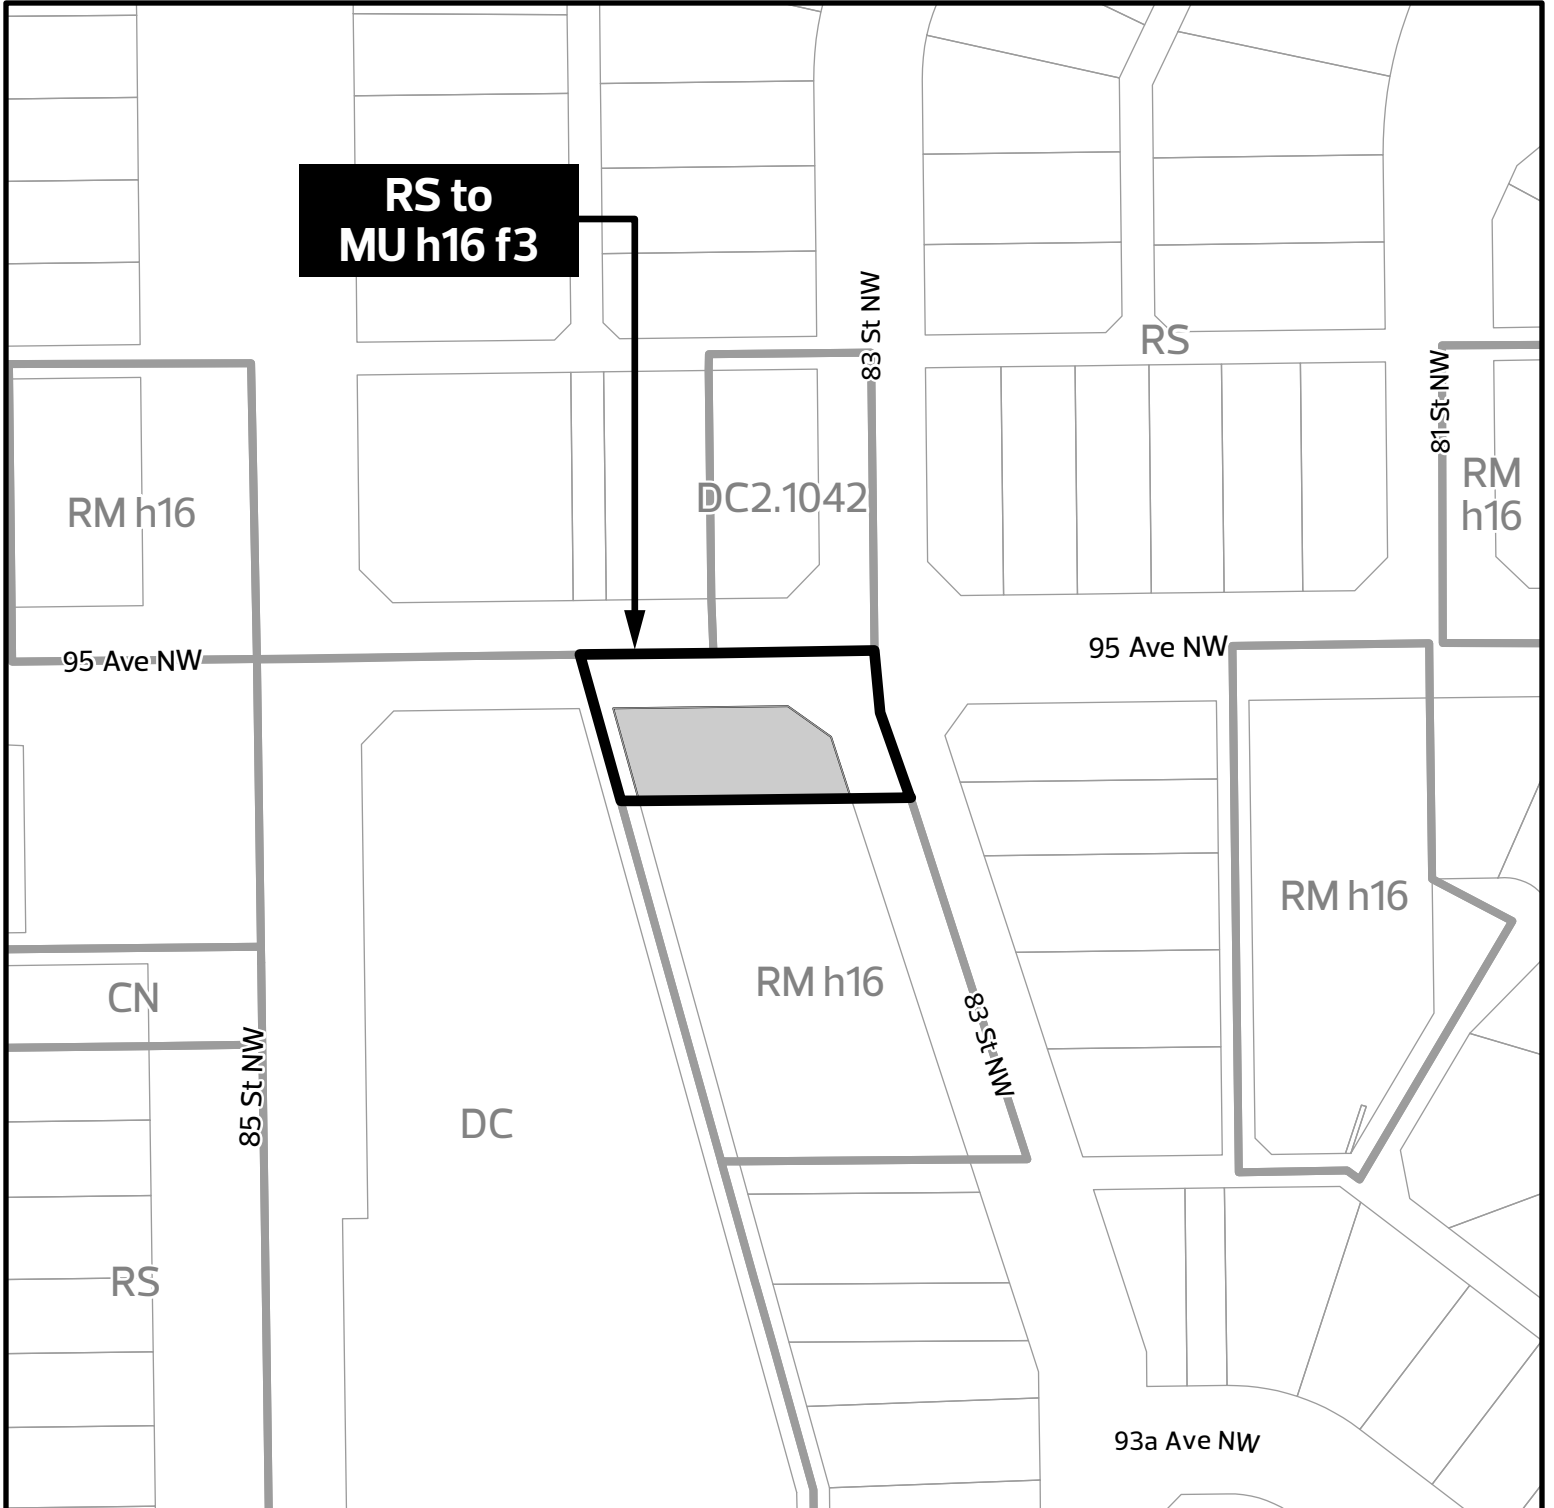 RS to
MU h16 f3
83 St NW
RS
81 St NW
RM h16
DC2.1042
RM
h16
95 Ave NW
95 Ave NW
RM h16
RM h16
CN
83 St NW
85 St NW
DC
RS
93a Ave NW